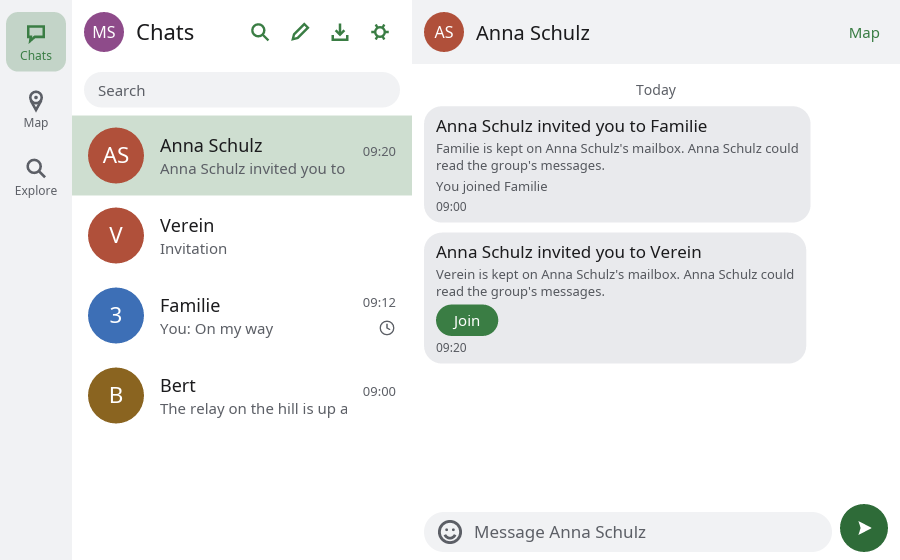 Chats
Map
Explore
MS
Chats
Search
AS
Anna Schulz
09:20
Anna Schulz invited you to
V
Verein
Invitation
3
Familie
09:12
You: On my way
B
Bert
09:00
The relay on the hill is up a
AS
Anna Schulz
Map
Today
Anna Schulz invited you to Familie
Familie is kept on Anna Schulz's mailbox. Anna Schulz could
read the group's messages.
You joined Familie
09:00
Anna Schulz invited you to Verein
Verein is kept on Anna Schulz's mailbox. Anna Schulz could
read the group's messages.
Join
09:20
Message Anna Schulz